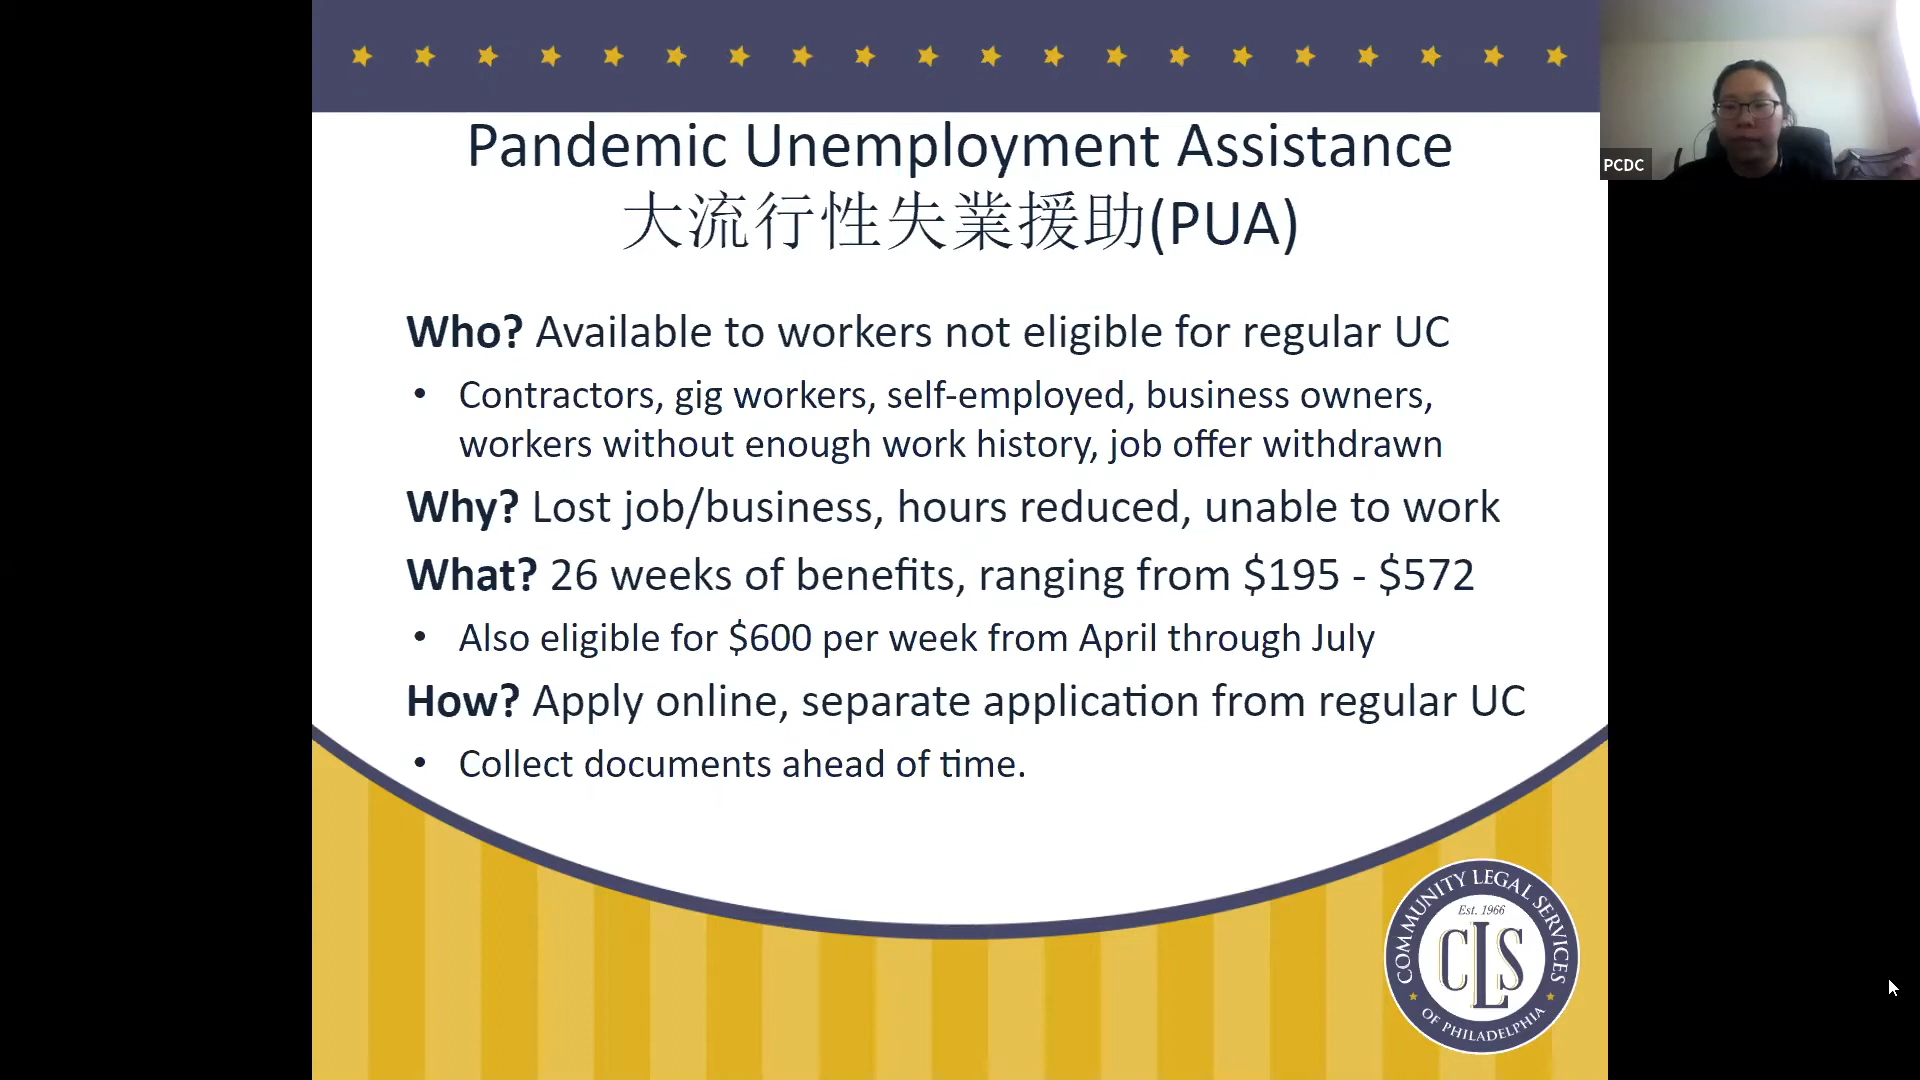 Pandemic Unemployment Assistance
大流行性失業援助(PUA)
Who? Available to workers not eligible for regular UC
• Contractors, gig workers, self-employed, business owners,
workers without enough work history, job offer withdrawn
Why? Lost job/business, hours reduced, unable to work
What? 26 weeks of benefits, ranging from $195 - $572
• Also eligible for $600 per week from April through July
How? Apply online, separate application from regular UC
• Collect documents ahead of time.
PCDC
COMMUNITY LEGAL SERVICES
Est. 1966
CLS
OF PHILADELPHIA